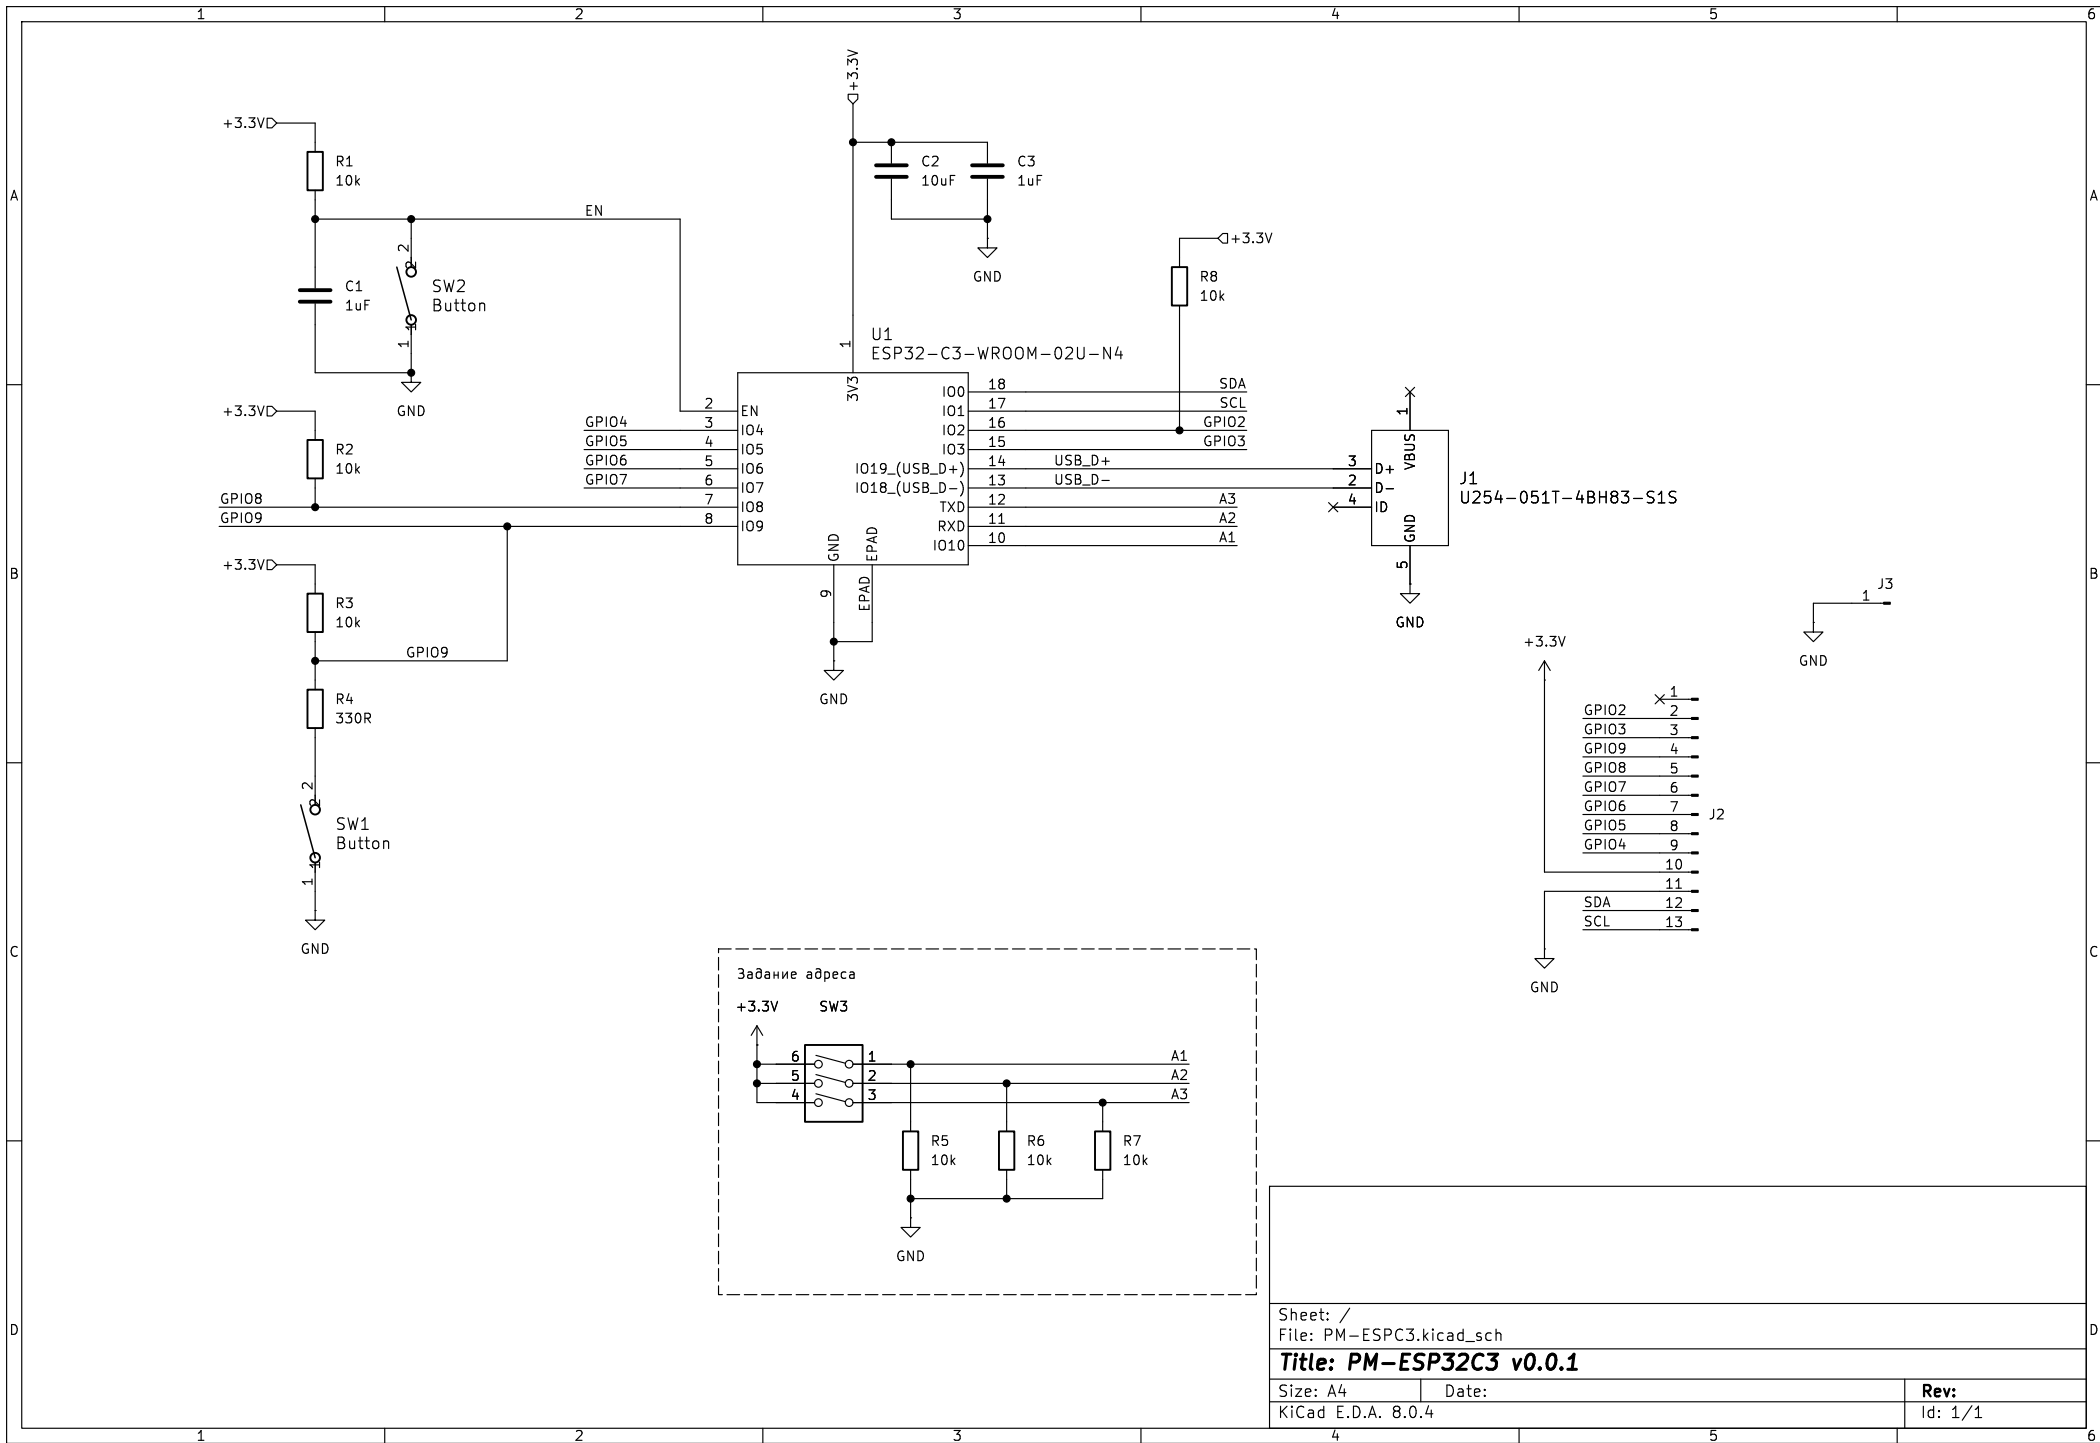 1 2 3 4 5 6
A
B
C
D
A
B
C
D
1 2 3 4 5 6
+3.3V
R1
10k
EN
C1
1uF
2
2
SW2
Button
1
1
GND
+3.3V
R2
10k
GPIO8
GPIO9
+3.3V
R3
10k
GPIO9
R4
330R
2
2
SW1
Button
1
1
GND
+3.3V
C2
10uF
C3
1uF
GND
+3.3V
R8
10k
U1
ESP32-C3-WROOM-02U-N4
1
3V3
2 EN
GPIO4 3 IO4
GPIO5 4 IO5
GPIO6 5 IO6
GPIO7 6 IO7
7 IO8
8 IO9
IO0 18 SDA
IO1 17 SCL
IO2 16 GPIO2
IO3 15 GPIO3
IO19_(USB_D+) 14 USB_D+
IO18_(USB_D-) 13 USB_D-
TXD 12 A3
RXD 11 A2
IO10 10 A1
GND
EPAD
9
EPAD
GND
1
VBUS
3 D+
2 D-
4 ID
GND
5
J1
U254-051T-4BH83-S1S
GND
J3
1
GND
+3.3V
1
GPIO2 2
GPIO3 3
GPIO9 4
GPIO8 5
GPIO7 6
GPIO6 7
J2
GPIO5 8
GPIO4 9
10
11
SDA 12
SCL 13
GND
Задание адреса
+3.3V SW3
6 1 A1
5 2 A2
4 3 A3
R5
10k
R6
10k
R7
10k
GND
Sheet: /
File: PM-ESPC3.kicad_sch
Title: PM-ESP32C3 v0.0.1
Size: A4 Date: Rev:
KiCad E.D.A. 8.0.4 Id: 1/1